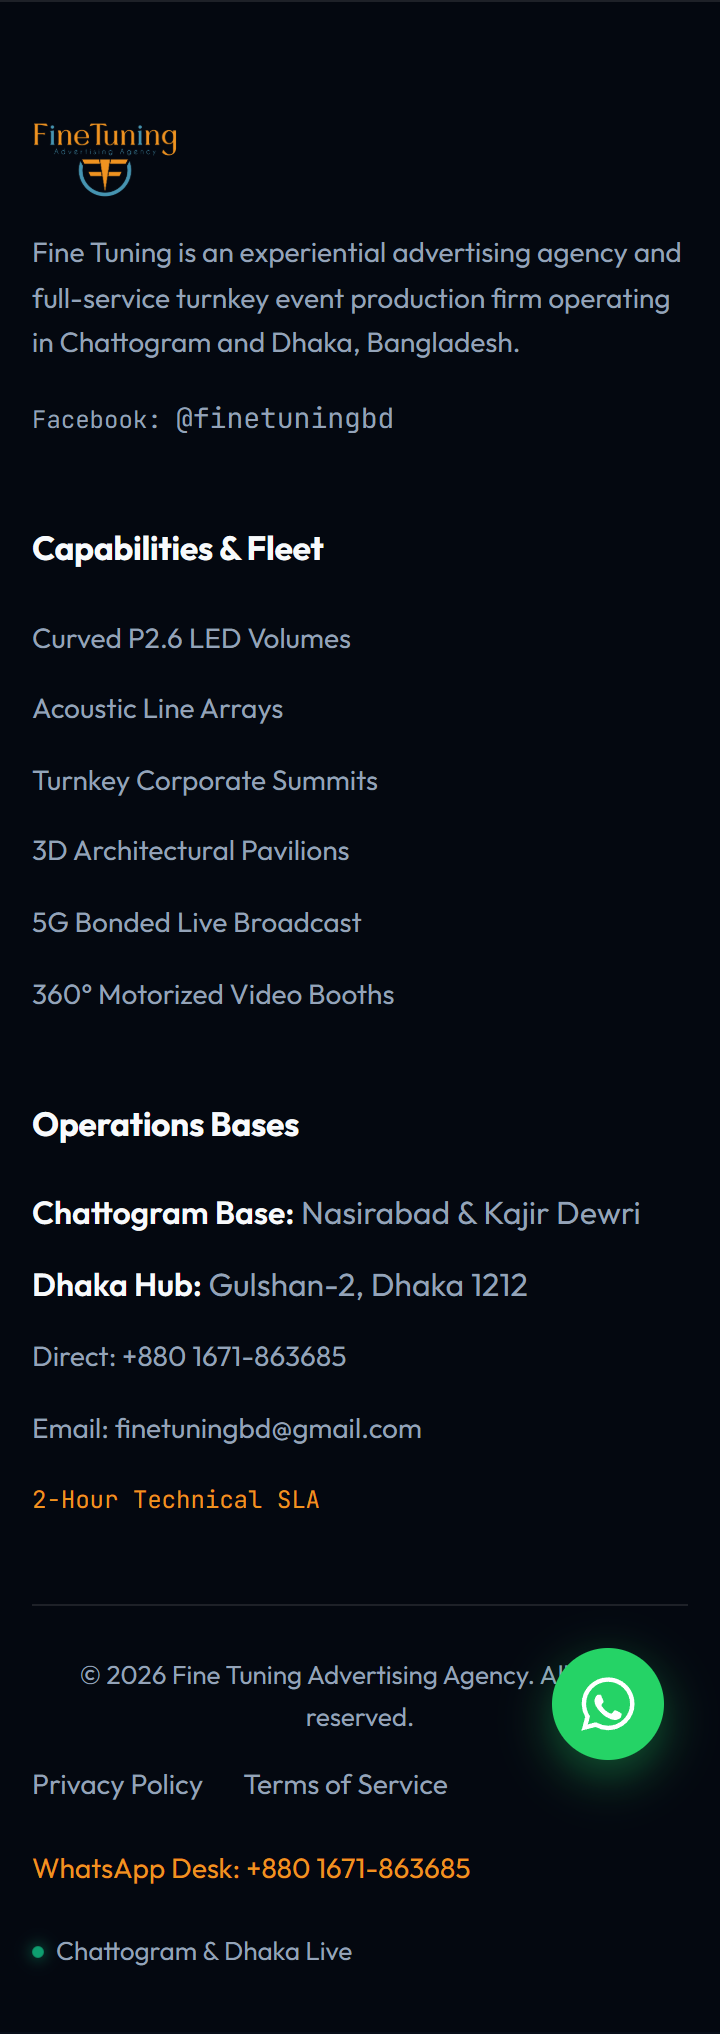 FineTuning
Advertising Agency
Fine Tuning is an experiential advertising agency and
full-service turnkey event production firm operating
in Chattogram and Dhaka, Bangladesh.
Facebook: @finetuningbd
Capabilities & Fleet
Curved P2.6 LED Volumes
Acoustic Line Arrays
Turnkey Corporate Summits
3D Architectural Pavilions
5G Bonded Live Broadcast
360° Motorized Video Booths
Operations Bases
Chattogram Base: Nasirabad & Kajir Dewri
Dhaka Hub: Gulshan-2, Dhaka 1212
Direct: +880 1671-863685
Email: finetuningbd@gmail.com
2-Hour Technical SLA
© 2026 Fine Tuning Advertising Agency.
reserved.
Privacy Policy Terms of Service
WhatsApp Desk: +880 1671-863685
Chattogram & Dhaka Live